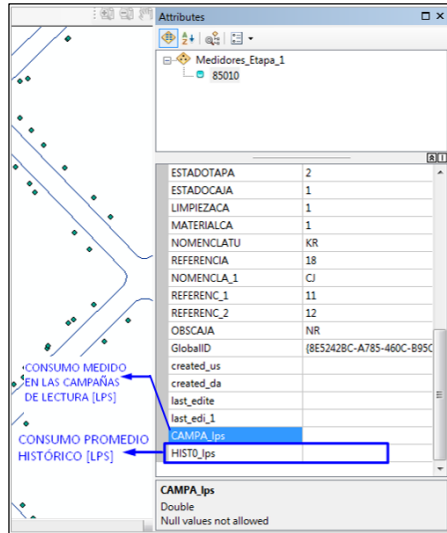 Attributes
Medidores_Etapa_1
85010
ESTADOTAPA 2
ESTADOCAJA 1
LIMPIEZACA 1
MATERIALCA 1
NOMENCLATU KR
REFERENCIA 18
NOMENCLA_1 CJ
REFERENC_1 11
REFERENC_2 12
OBSCAJA NR
GlobalID {8E5242BC-A785-460C-B95C
created_us
created_da
last_edite
last_edi_1
CAMPA_lps
HIST0_lps
CONSUMO MEDIDO
EN LAS CAMPAÑAS
DE LECTURA [LPS]
CONSUMO PROMEDIO
HISTÓRICO [LPS]
CAMPA_lps
Double
Null values not allowed